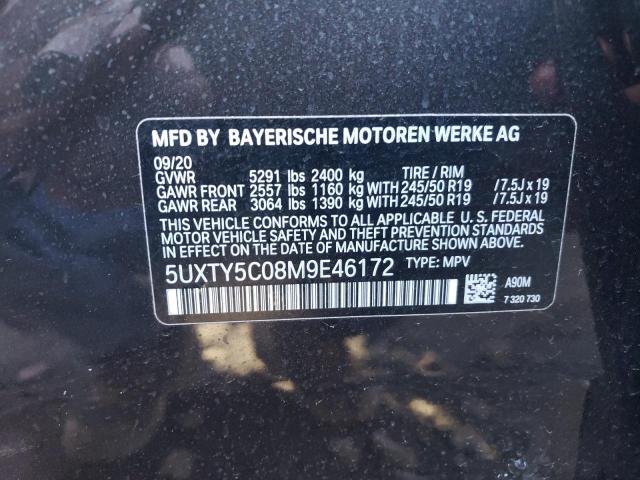 MFD BY BAYERISCHE MOTOREN WERKE AG
09/20
GVWR 5291 lbs 2400 kg TIRE / RIM
GAWR FRONT 2557 lbs 1160 kg WITH 245/50 R19 /7.5J x 19
GAWR REAR 3064 lbs 1390 kg WITH 245/50 R19 /7.5J x 19
THIS VEHICLE CONFORMS TO ALL APPLICABLE U. S. FEDERAL
MOTOR VEHICLE SAFETY AND THEFT PREVENTION STANDARDS
IN EFFECT ON THE DATE OF MANUFACTURE SHOWN ABOVE.
5UXTY5C08M9E46172 TYPE: MPV
A90M
7 320 730